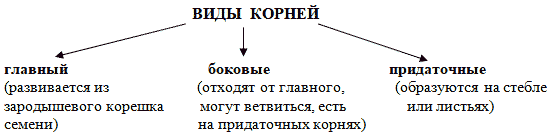 ВИДЫ КОРНЕЙ
главный
(развивается из
зародышевого корешка
семени)
боковые
(отходят от главного,
могут ветвиться, есть
на придаточных корнях)
придаточные
(образуются на стебле
или листьях)